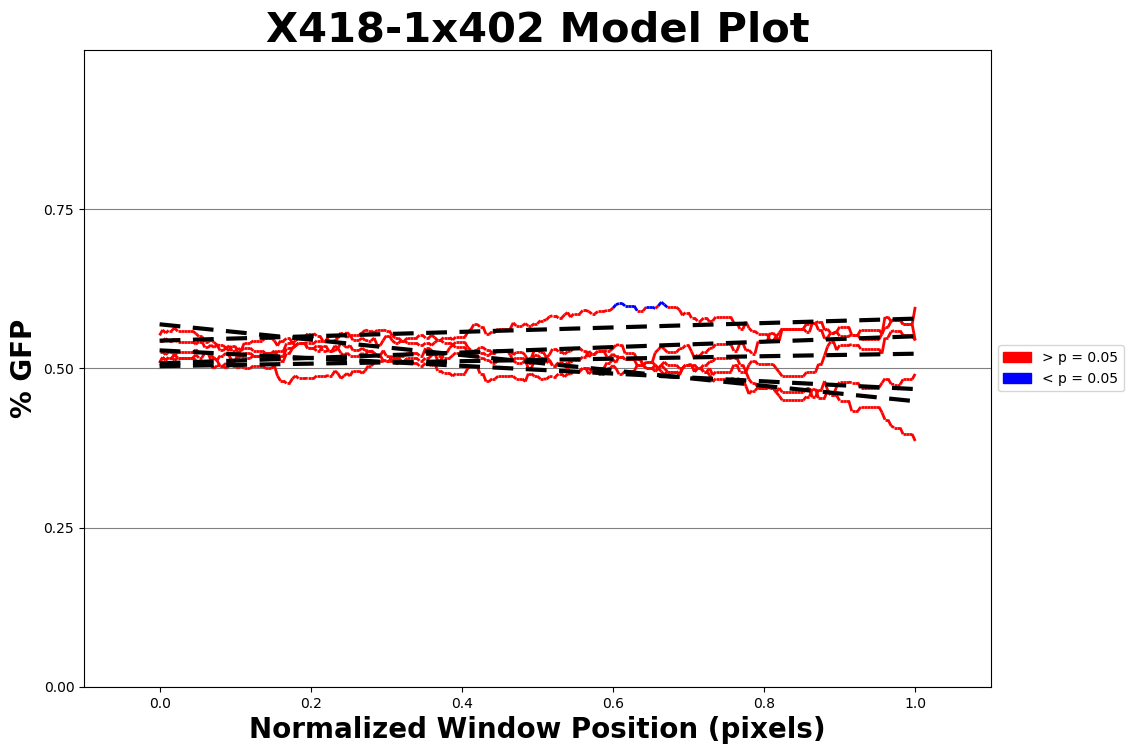 X418-1x402 Model Plot
% GFP
0.75
0.50
0.25
0.00
0.0 0.2 0.4 0.6 0.8 1.0
Normalized Window Position (pixels)
> p = 0.05
< p = 0.05